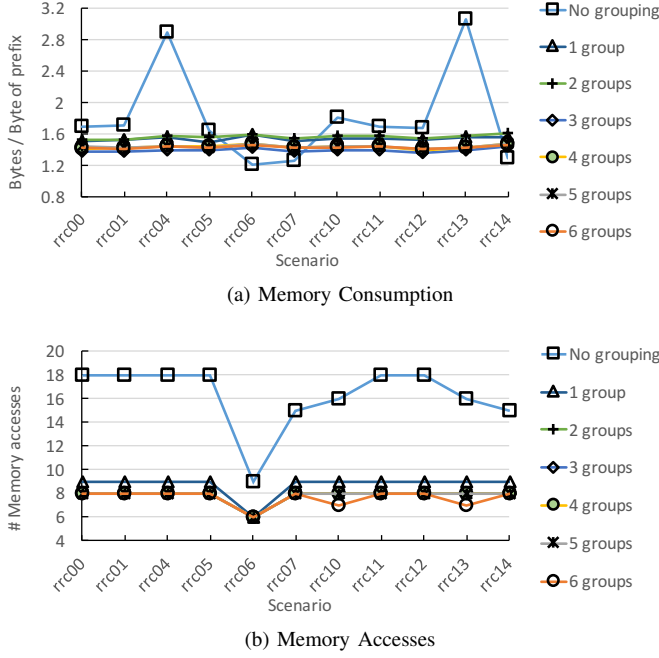 3.2
2.8
2.4
2
1.6
1.2
0.8
Bytes / Byte of prefix
rrc00
rrc01
rrc04
rrc05
rrc06
rrc07
rrc10
rrc11
rrc12
rrc13
rrc14
Scenario
No grouping
1 group
2 groups
3 groups
4 groups
5 groups
6 groups
(a) Memory Consumption
20
18
16
14
12
10
8
6
4
# Memory accesses
rrc00
rrc01
rrc04
rrc05
rrc06
rrc07
rrc10
rrc11
rrc12
rrc13
rrc14
Scenario
No grouping
1 group
2 groups
3 groups
4 groups
5 groups
6 groups
(b) Memory Accesses